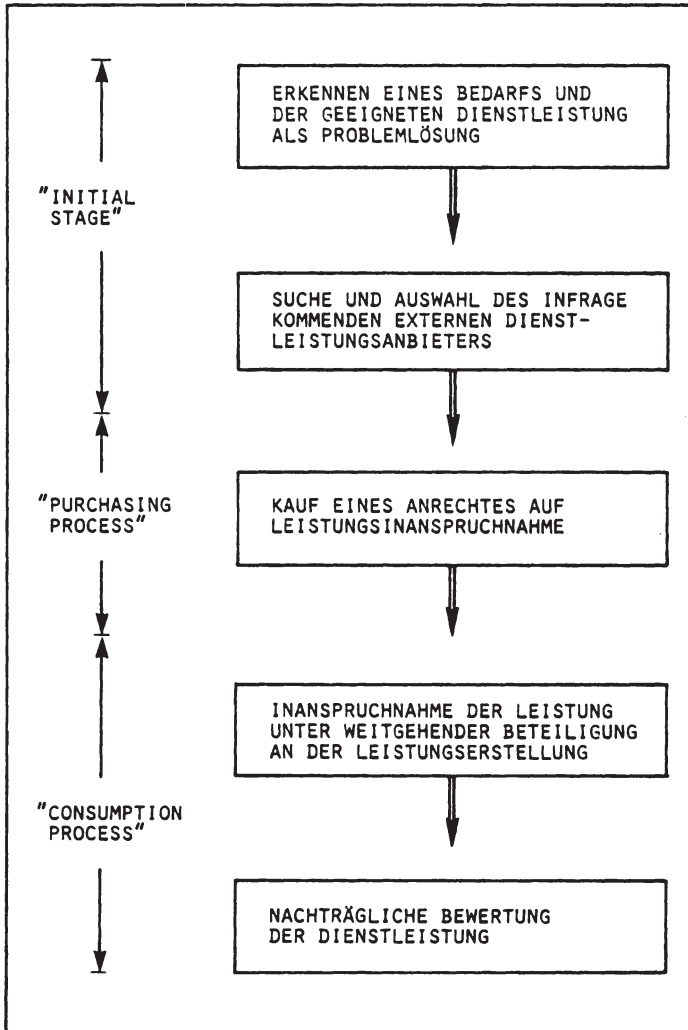 ERKENNEN EINES BEDARFS UND
DER GEEIGNETEN DIENSTLEISTUNG
ALS PROBLEMLÖSUNG
"INITIAL
STAGE"
SUCHE UND AUSWAHL DES INFRAGE
KOMMENDEN EXTERNEN DIENST-
LEISTUNGSANBIETERS
"PURCHASING
PROCESS"
KAUF EINES ANRECHTES AUF
LEISTUNGSINANSPRUCHNAHME
INANSPRUCHNAHME DER LEISTUNG
UNTER WEITGEHENDER BETEILIGUNG
AN DER LEISTUNGSERSTELLUNG
"CONSUMPTION
PROCESS"
NACHTRÄGLICHE BEWERTUNG
DER DIENSTLEISTUNG